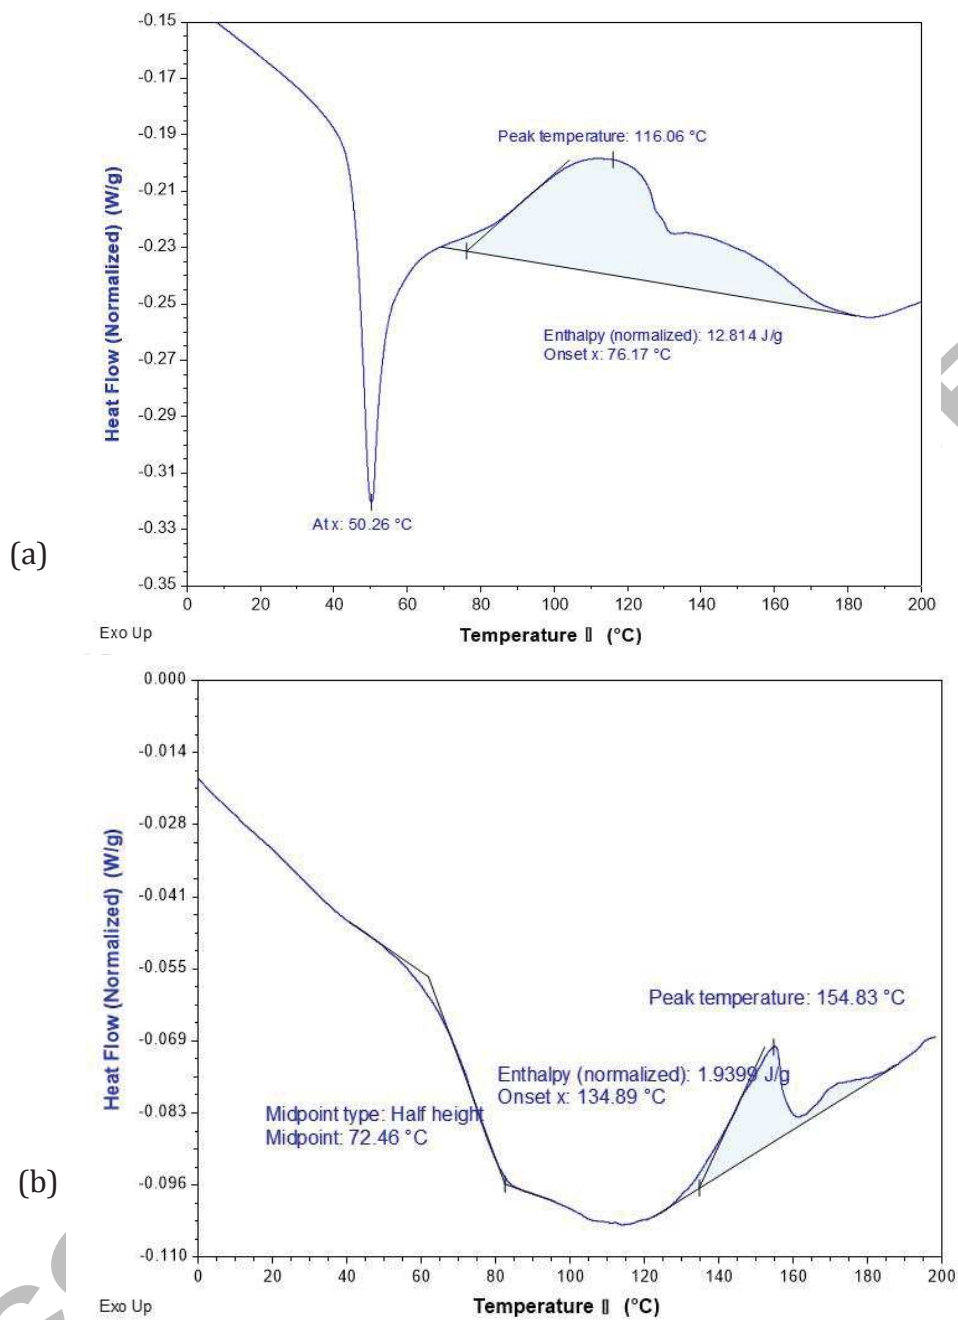 -0.15
-0.17
-0.19
-0.21
-0.23
-0.25
-0.27
-0.29
-0.31
-0.33
-0.35
Heat Flow (Normalized) (W/g)
Peak temperature: 116.06 °C
Enthalpy (normalized): 12.814 J/g
Onset x: 76.17 °C
At x: 50.26 °C
(a)
0 20 40 60 80 100 120 140 160 180 200
Exo Up
Temperature ▯ (°C)
0.000
-0.014
-0.028
-0.041
-0.055
-0.069
-0.083
-0.096
-0.110
Heat Flow (Normalized) (W/g)
Peak temperature: 154.83 °C
Enthalpy (normalized): 1.9399 J/g
Onset x: 134.89 °C
Midpoint type: Half height
Midpoint: 72.46 °C
(b)
0 20 40 60 80 100 120 140 160 180 200
Exo Up
Temperature ▯ (°C)